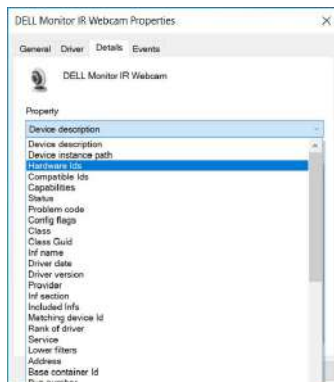 DELL Monitor IR Webcam Properties
General Driver Details Events
DELL Monitor IR Webcam
Property
Device description
Device description
Device instance path
Hardware Ids
Compatible Ids
Capabilities
Status
Problem code
Config flags
Class
Class Guid
Inf name
Driver date
Driver version
Provider
Inf section
Included Infs
Matching device Id
Rank of driver
Service
Lower filters
Address
Base container Id